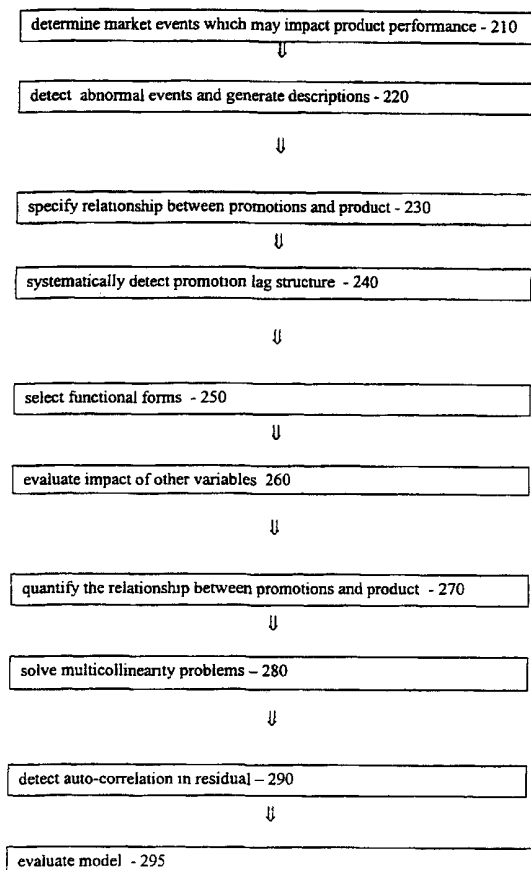 determine market events which may impact product performance - 210
⇓
detect abnormal events and generate descriptions - 220
⇓
specify relationship between promotions and product - 230
⇓
systematically detect promotion lag structure - 240
⇓
select functional forms - 250
⇓
evaluate impact of other variables 260
⇓
quantify the relationship between promotions and product - 270
⇓
solve multicollinearity problems – 280
⇓
detect auto-correlation in residual – 290
⇓
evaluate model - 295